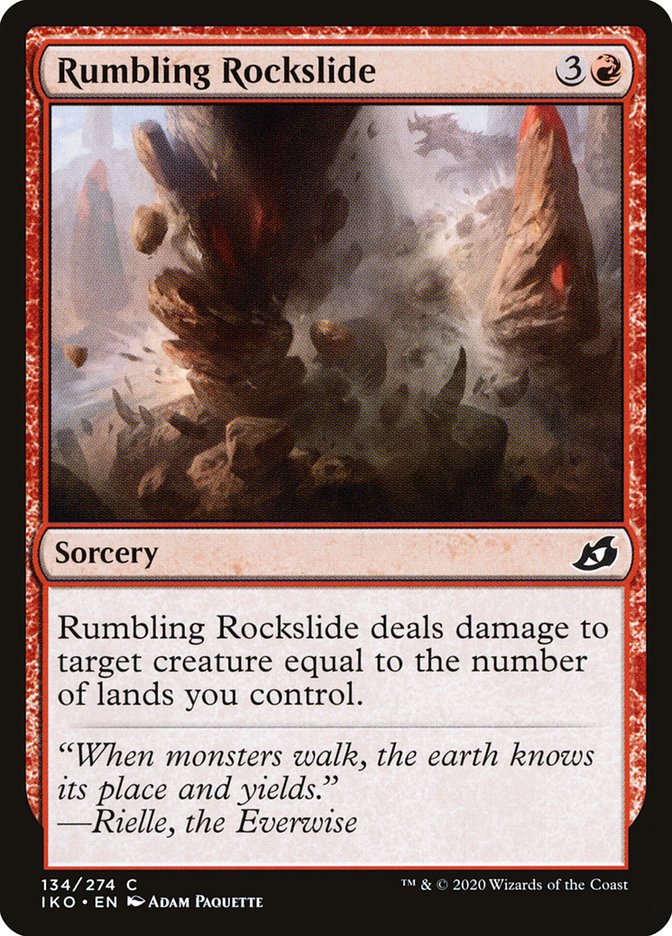 Rumbling Rockslide 3
Sorcery
Rumbling Rockslide deals damage to
target creature equal to the number
of lands you control.
“When monsters walk, the earth knows
its place and yields.”
—Rielle, the Everwise
134/274 C
IKO • EN Adam Paquette
™ & © 2020 Wizards of the Coast